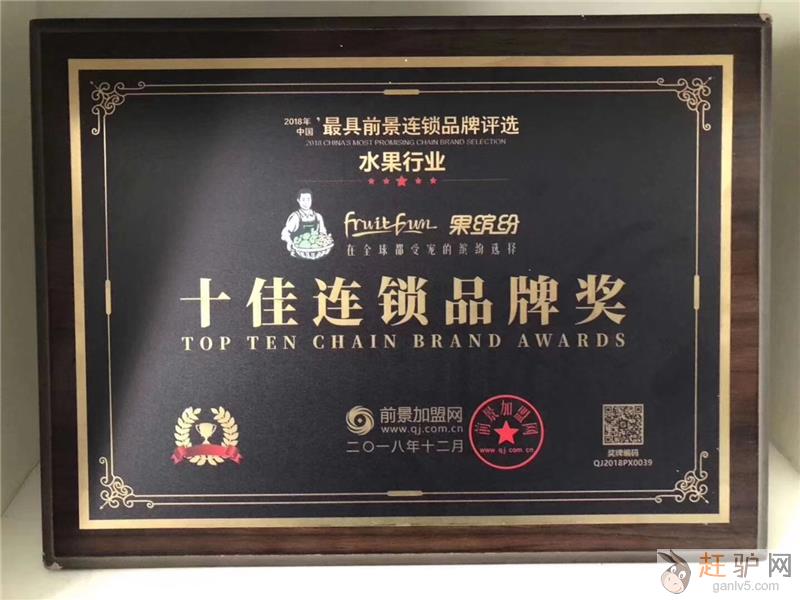 2018年
中国
’最具前景连锁品牌评选
2018 CHINA'S MOST PROMISING CHAIN BRAND SELECTION
水果行业
fruit fun 果缤纷
在全球都受宠的缤纷选择
十佳连锁品牌奖
TOP TEN CHAIN BRAND AWARDS
前景加盟网
www.qj.com.cn
二〇一八年十二月
前景加盟网
www.qj.com.cn
奖牌编码
QJ2018PX0039
赶驴网
ganlv5.com